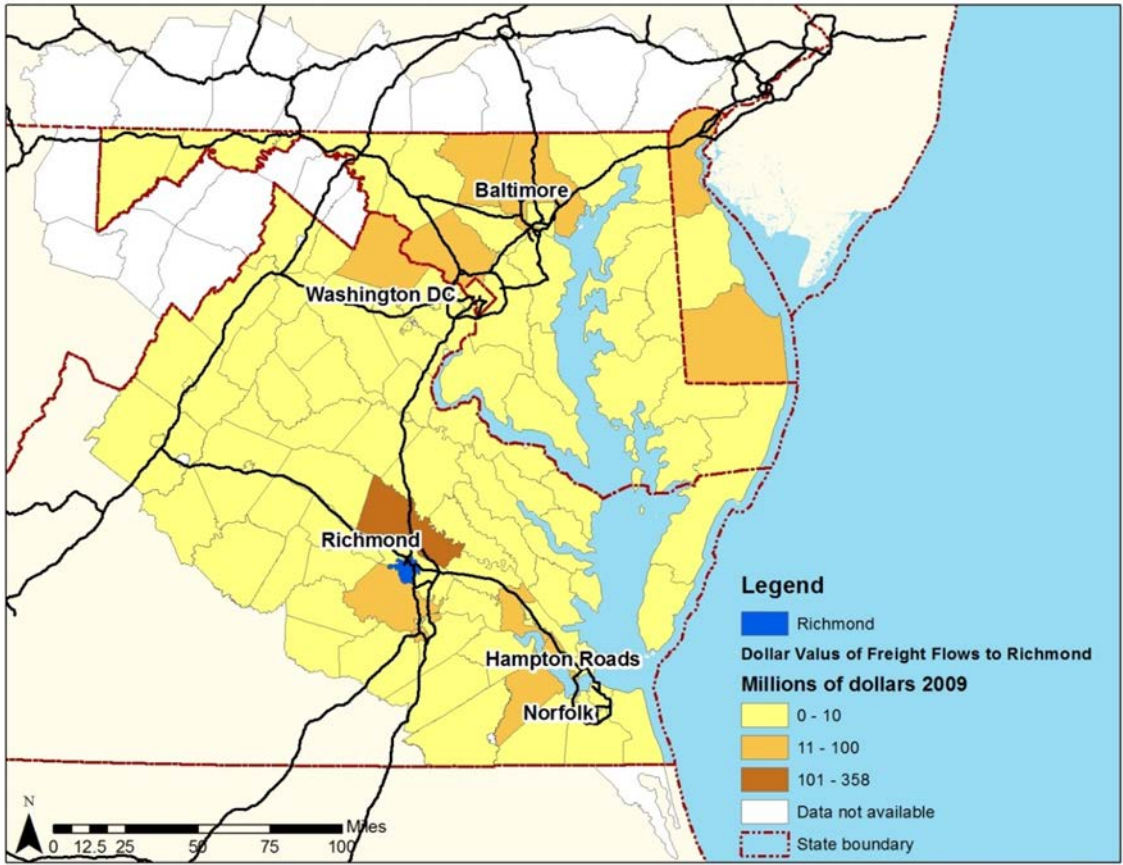 Baltimore
Washington DC
Richmond
Hampton Roads
Norfolk
Legend
Richmond
Dollar Valus of Freight Flows to Richmond
Millions of dollars 2009
0 - 10
11 - 100
101 - 358
Data not available
State boundary
N
Miles
0 12.5 25 50 75 100